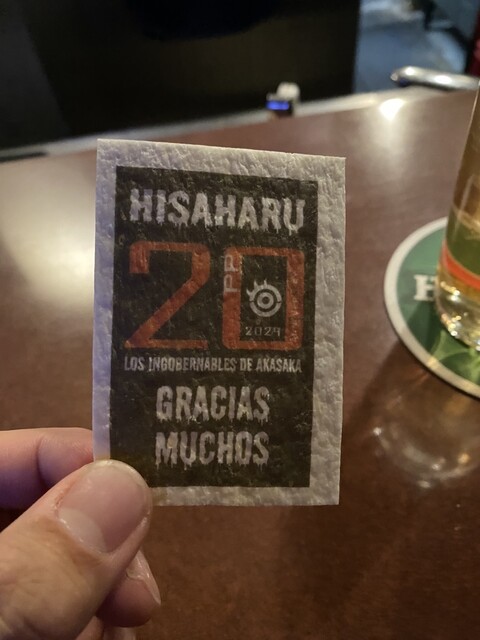 HISAHARU
20
PP
2024
LOS INGOBERNABLES DE AKASAKA
GRACIAS
MUCHOS
H